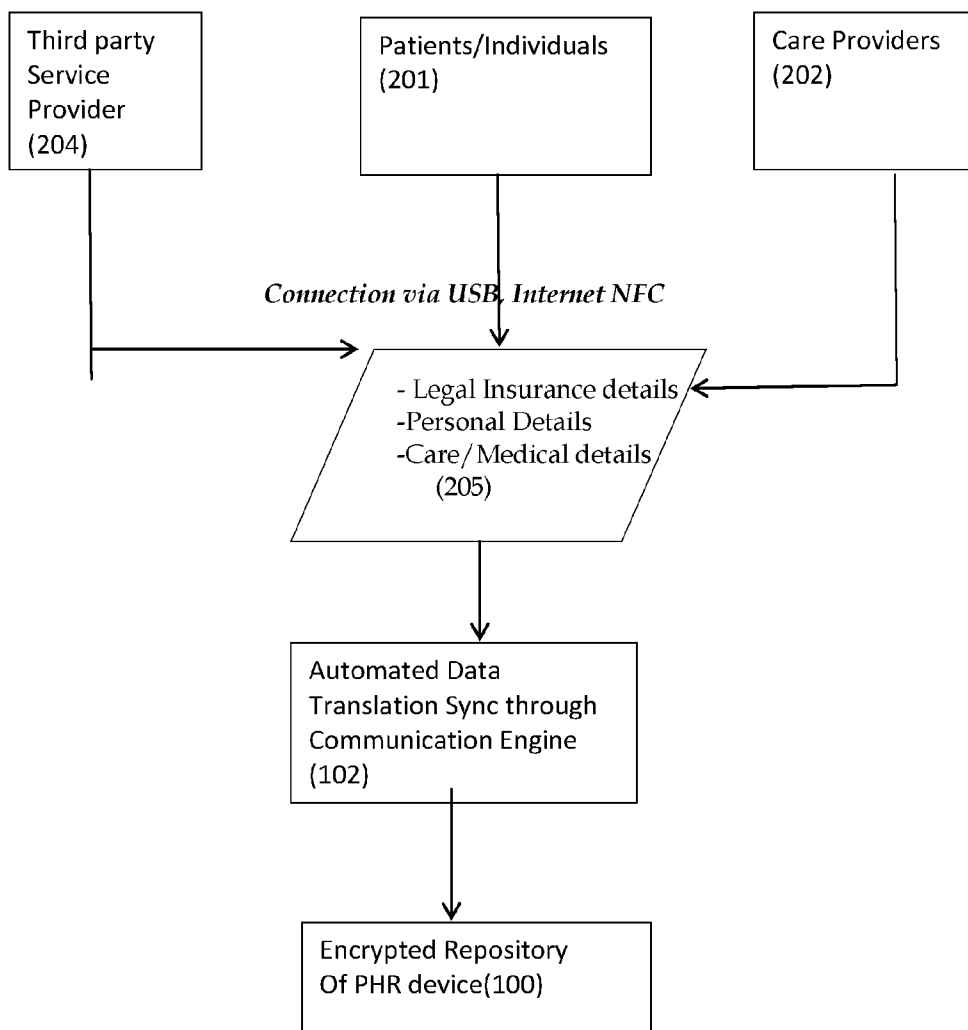 Third party
Service
Provider
(204)
Patients/Individuals
(201)
Care Providers
(202)
Connection via USB, Internet NFC
- Legal Insurance details
-Personal Details
-Care/Medical details
(205)
Automated Data
Translation Sync through
Communication Engine
(102)
Encrypted Repository
Of PHR device(100)